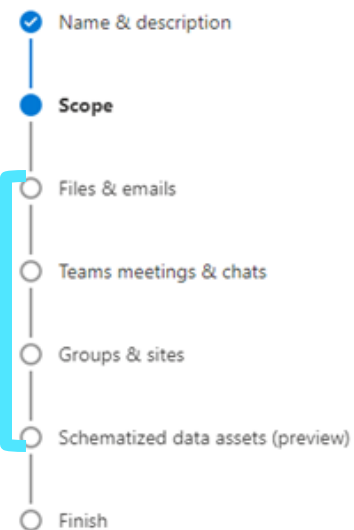 Name & description
Scope
Files & emails
Teams meetings & chats
Groups & sites
Schematized data assets (preview)
Finish